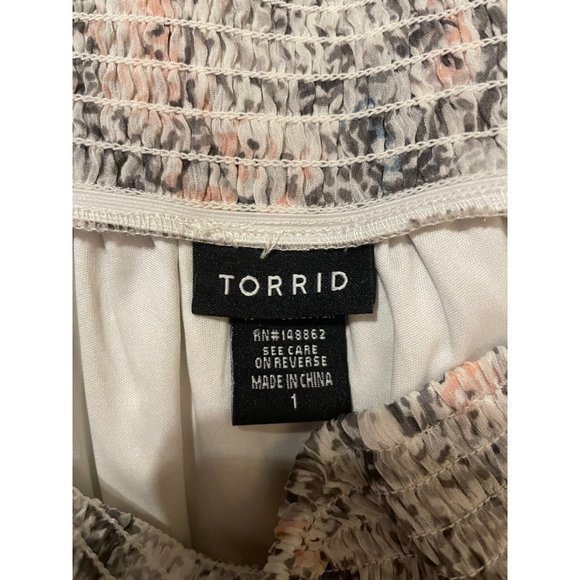 TORRID
RN#148862
SEE CARE
ON REVERSE
MADE IN CHINA
1